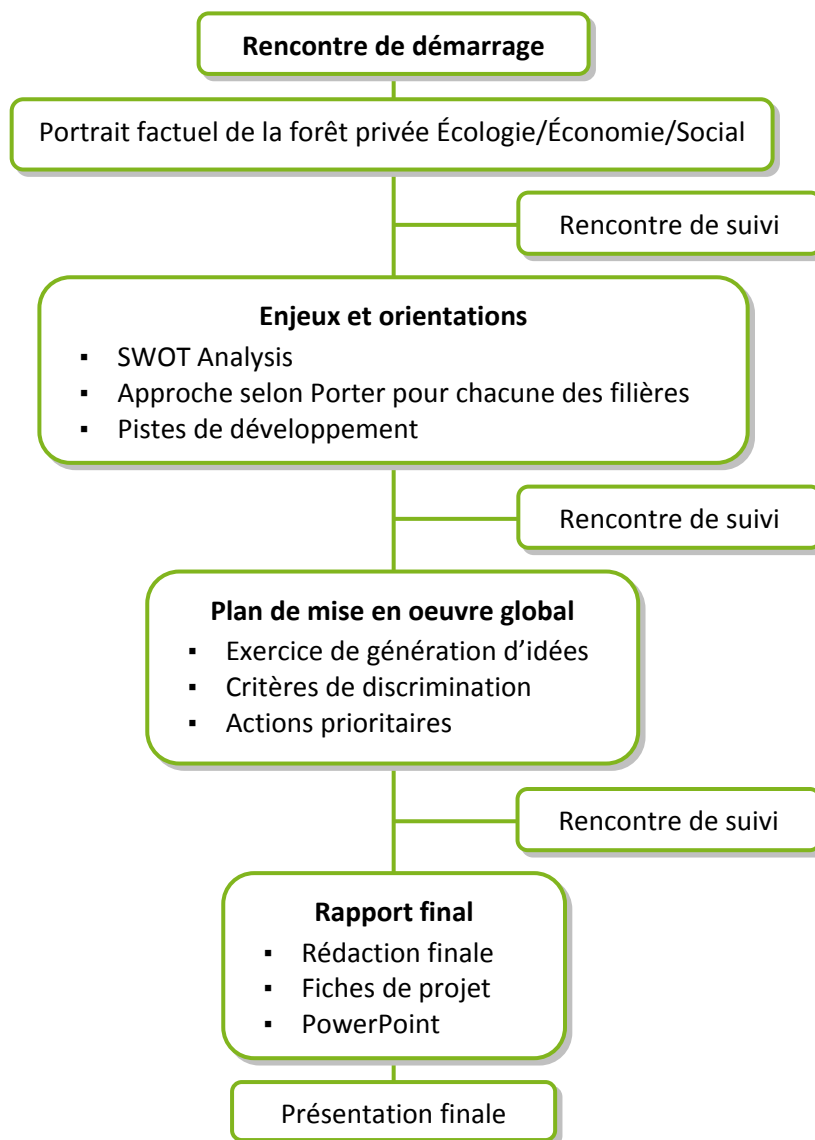 Rencontre de démarrage
Portrait factuel de la forêt privée Écologie/Économie/Social
Rencontre de suivi
Enjeux et orientations
▪ SWOT Analysis
▪ Approche selon Porter pour chacune des filières
▪ Pistes de développement
Rencontre de suivi
Plan de mise en oeuvre global
▪ Exercice de génération d’idées
▪ Critères de discrimination
▪ Actions prioritaires
Rencontre de suivi
Rapport final
▪ Rédaction finale
▪ Fiches de projet
▪ PowerPoint
Présentation finale